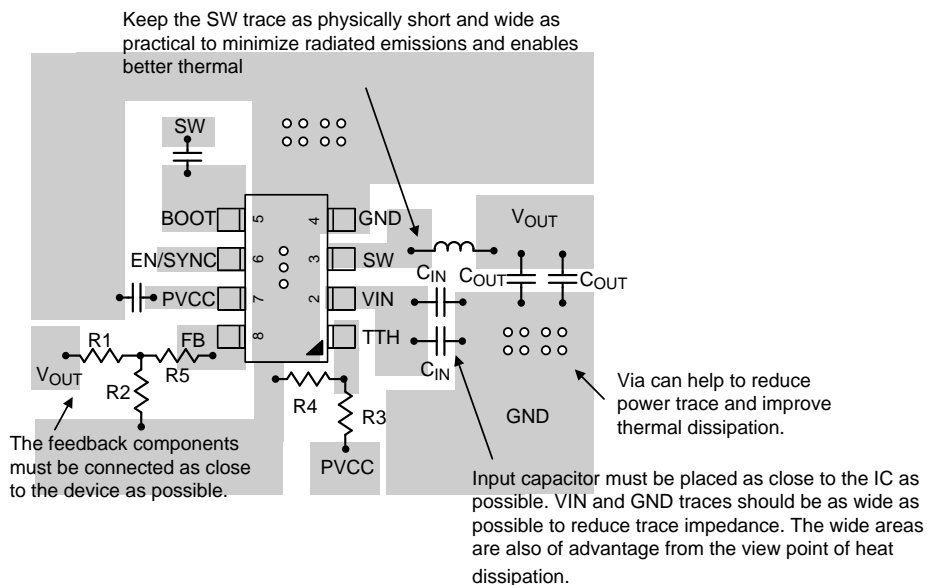 Keep the SW trace as physically short and wide as
practical to minimize radiated emissions and enables
better thermal
SW
BOOT
5
4
GND
VOUT
EN/SYNC
6
3
SW
CIN
COUT
COUT
PVCC
7
2
VIN
8
TTH
R1
FB
VOUT
R5
R2
CIN
R4
R3
GND
PVCC
Via can help to reduce
power trace and improve
thermal dissipation.
The feedback components
must be connected as close
to the device as possible.
Input capacitor must be placed as close to the IC as
possible. VIN and GND traces should be as wide as
possible to reduce trace impedance. The wide areas
are also of advantage from the view point of heat
dissipation.